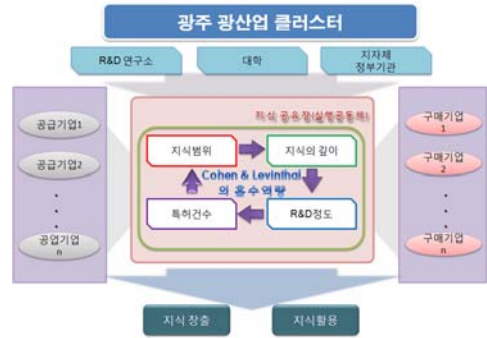 광주 광산업 클러스터
R&D 연구소
대학
지자체
정부기관
지식 공유장(실행공동체)
공급기업1
공급기업2
공업기업
n
지식범위
지식의 깊이
Cohen & Levinthal
의 흡수역량
특허건수
R&D정도
구매기업
1
구매기업
2
구매기업
n
지식 창출
지식활용